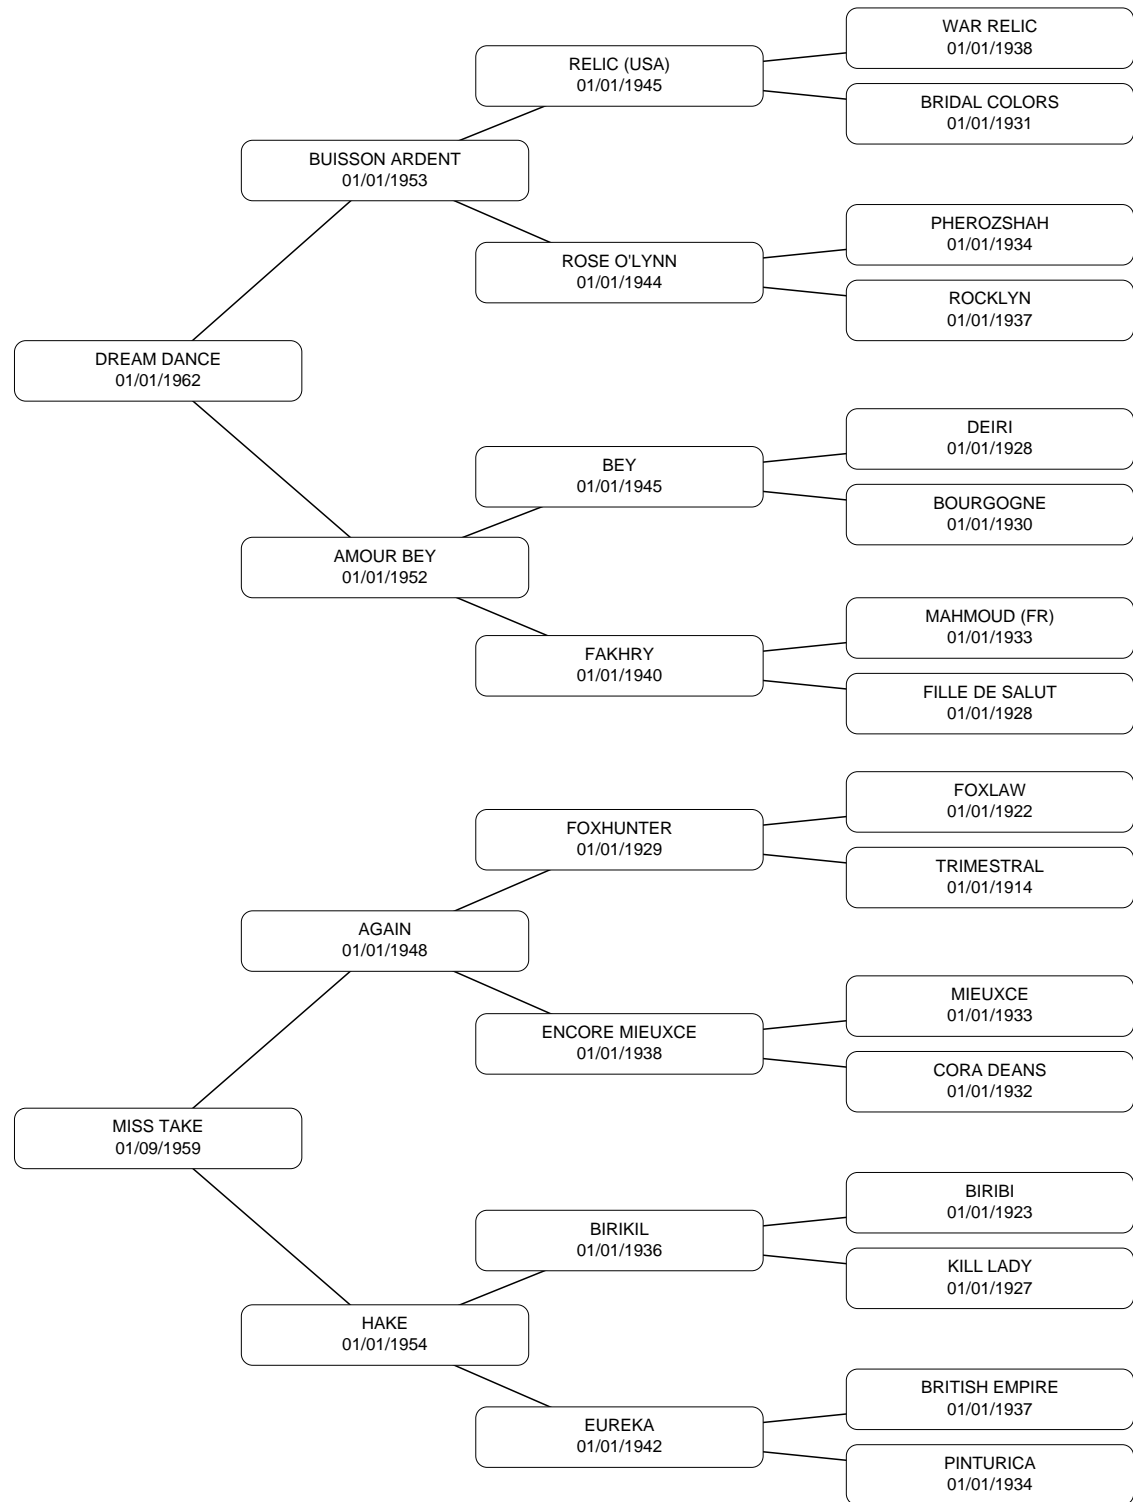 WAR RELIC
01/01/1938
RELIC (USA)
01/01/1945
BRIDAL COLORS
01/01/1931
BUISSON ARDENT
01/01/1953
PHEROZSHAH
01/01/1934
ROSE O'LYNN
01/01/1944
ROCKLYN
01/01/1937
DREAM DANCE
01/01/1962
DEIRI
01/01/1928
BEY
01/01/1945
BOURGOGNE
01/01/1930
AMOUR BEY
01/01/1952
MAHMOUD (FR)
01/01/1933
FAKHRY
01/01/1940
FILLE DE SALUT
01/01/1928
FOXLAW
01/01/1922
FOXHUNTER
01/01/1929
TRIMESTRAL
01/01/1914
AGAIN
01/01/1948
MIEUXCE
01/01/1933
ENCORE MIEUXCE
01/01/1938
CORA DEANS
01/01/1932
MISS TAKE
01/09/1959
BIRIBI
01/01/1923
BIRIKIL
01/01/1936
KILL LADY
01/01/1927
HAKE
01/01/1954
BRITISH EMPIRE
01/01/1937
EUREKA
01/01/1942
PINTURICA
01/01/1934